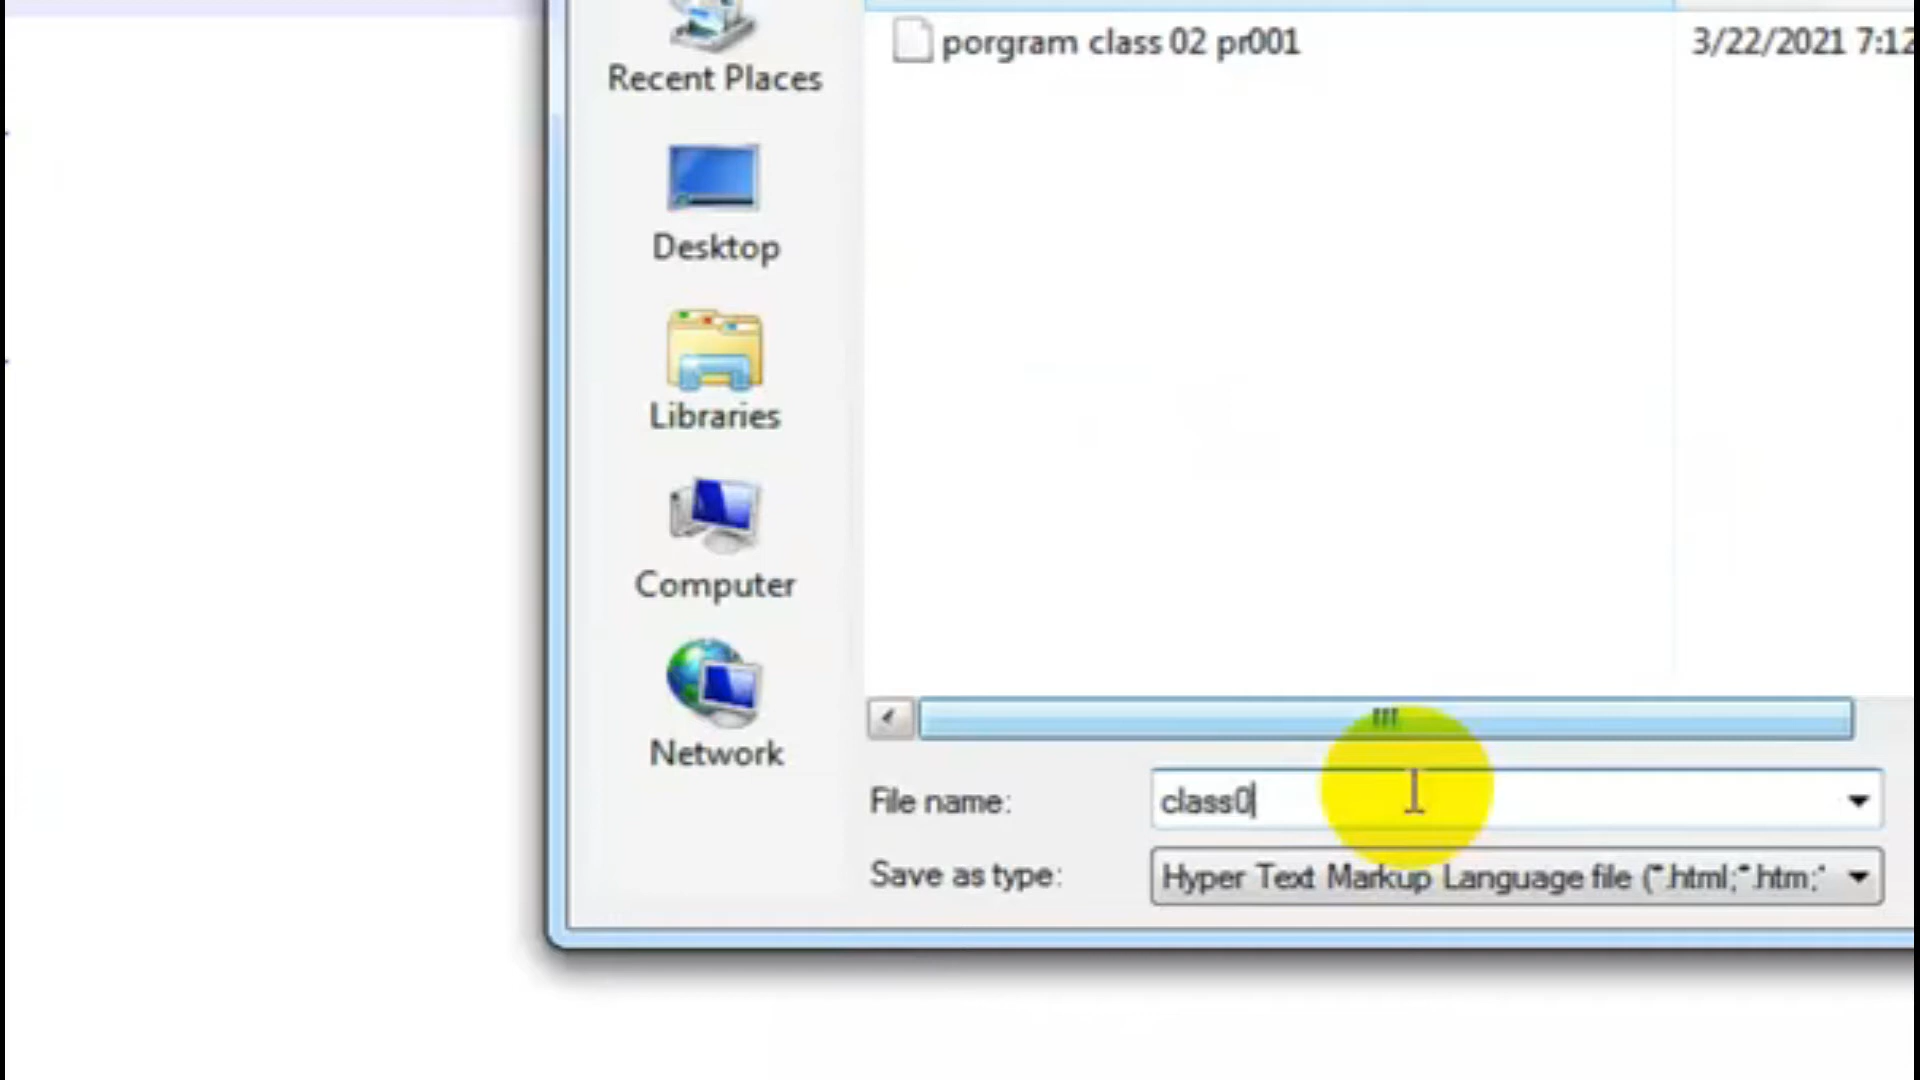 porgram class 02 pr001
3/22/2021 7:12
Recent Places
Desktop
Libraries
Computer
Network
File name:
class0
Save as type:
Hyper Text Markup Language file (*.html;*.htm;*